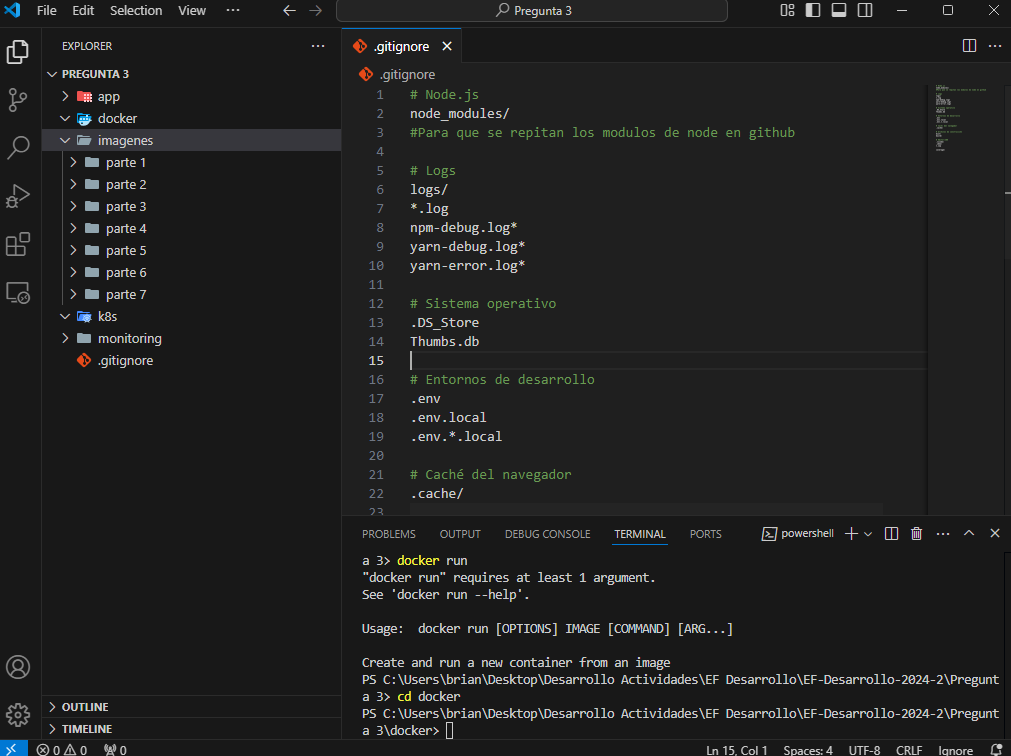 File Edit Selection View ··· Pregunta 3
EXPLORER ···
PREGUNTA 3
app
docker
imagenes
parte 1
parte 2
parte 3
parte 4
parte 5
parte 6
parte 7
k8s
monitoring
.gitignore
OUTLINE
TIMELINE
.gitignore
.gitignore
1 # Node.js
2 node_modules/
3 #Para que se repitan los modulos de node en github
4
5 # Logs
6 logs/
7 *.log
8 npm-debug.log*
9 yarn-debug.log*
10 yarn-error.log*
11
12 # Sistema operativo
13 .DS_Store
14 Thumbs.db
15
16 # Entornos de desarrollo
17 .env
18 .env.local
19 .env.*.local
20
21 # Caché del navegador
22 .cache/
23
PROBLEMS OUTPUT DEBUG CONSOLE TERMINAL PORTS powershell
a 3> docker run
"docker run" requires at least 1 argument.
See 'docker run --help'.
Usage:  docker run [OPTIONS] IMAGE [COMMAND] [ARG...]
Create and run a new container from an image
PS C:\Users\brian\Desktop\Desarrollo Actividades\EF Desarrollo\EF-Desarrollo-2024-2\Pregunt
a 3> cd docker
PS C:\Users\brian\Desktop\Desarrollo Actividades\EF Desarrollo\EF-Desarrollo-2024-2\Pregunt
a 3\docker>
0 0 0 Ln 15, Col 1 Spaces: 4 UTF-8 CRLF Ignore